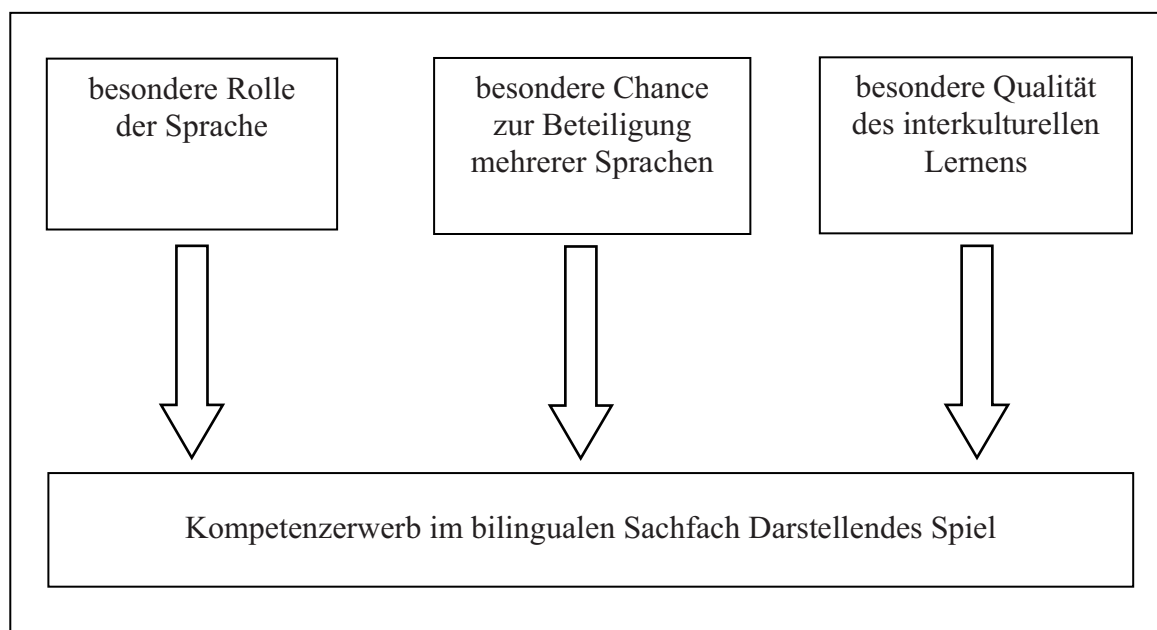 besondere Rolle
der Sprache
besondere Chance
zur Beteiligung
mehrerer Sprachen
besondere Qualität
des interkulturellen
Lernens
Kompetenzerwerb im bilingualen Sachfach Darstellendes Spiel